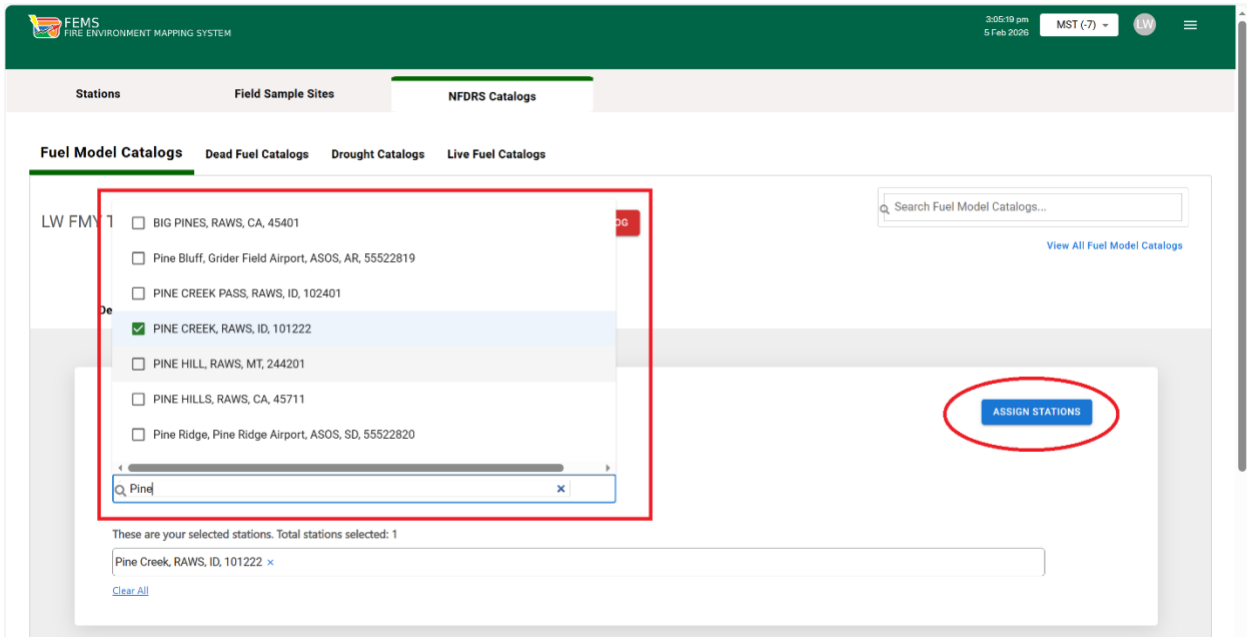 FEMS
FIRE ENVIRONMENT MAPPING SYSTEM
3:05:19 pm
5 Feb 2026
MST (-7)
LW
Stations
Field Sample Sites
NFDRS Catalogs
Fuel Model Catalogs
Dead Fuel Catalogs
Drought Catalogs
Live Fuel Catalogs
LW FMY T
OG
Search Fuel Model Catalogs...
View All Fuel Model Catalogs
De
BIG PINES, RAWS, CA, 45401
Pine Bluff, Grider Field Airport, ASOS, AR, 55522819
PINE CREEK PASS, RAWS, ID, 102401
PINE CREEK, RAWS, ID, 101222
PINE HILL, RAWS, MT, 244201
PINE HILLS, RAWS, CA, 45711
Pine Ridge, Pine Ridge Airport, ASOS, SD, 55522820
ASSIGN STATIONS
Pine
These are your selected stations. Total stations selected: 1
Pine Creek, RAWS, ID, 101222 ×
Clear All